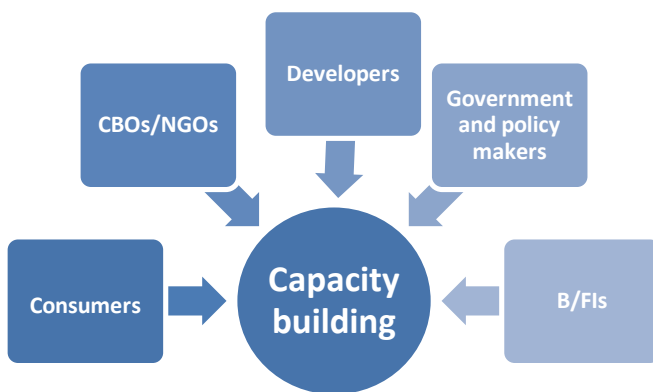 Developers
CBOs/NGOs
Government
and policy
makers
Consumers
Capacity
building
B/FIs